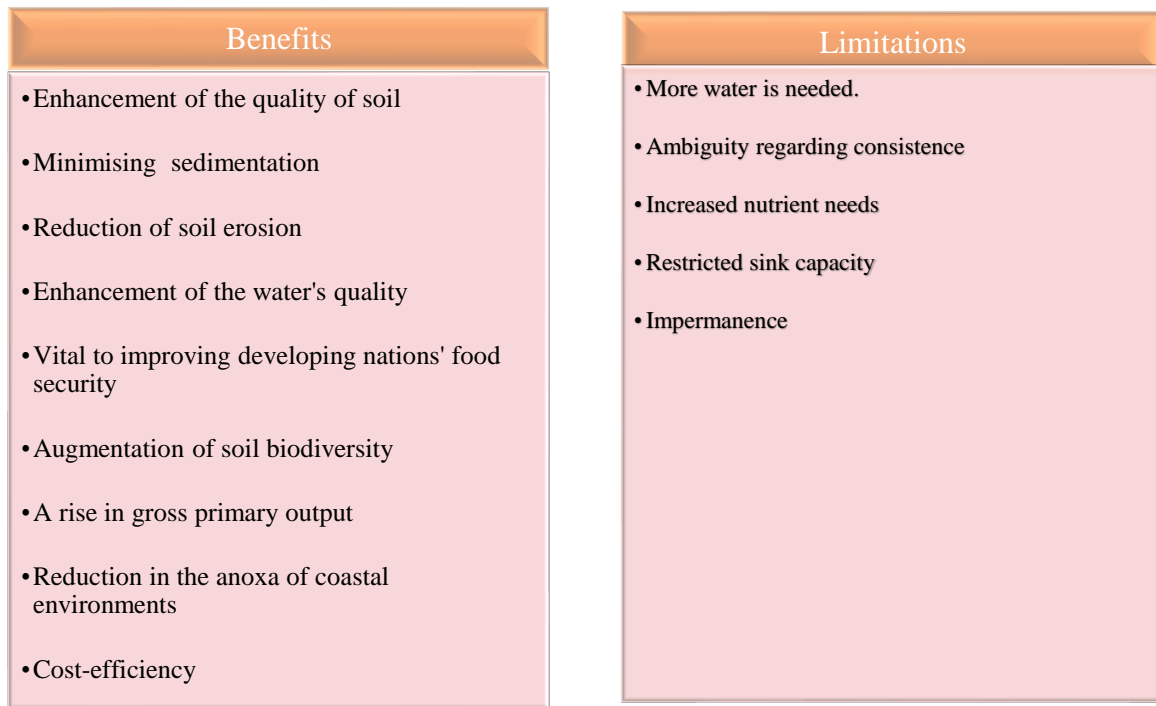 Benefits
•Enhancement of the quality of soil
•Minimising sedimentation
•Reduction of soil erosion
•Enhancement of the water's quality
•Vital to improving developing nations' food
security
•Augmentation of soil biodiversity
•A rise in gross primary output
•Reduction in the anoxa of coastal
environments
•Cost-efficiency
Limitations
•More water is needed.
•Ambiguity regarding consistence
•Increased nutrient needs
•Restricted sink capacity
•Impermanence